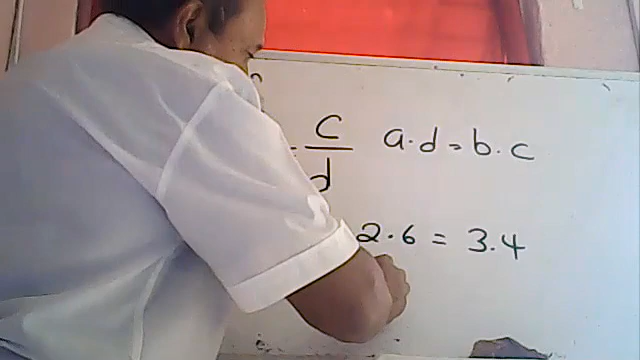 = c/d a·d = b·c
2·6 = 3·4